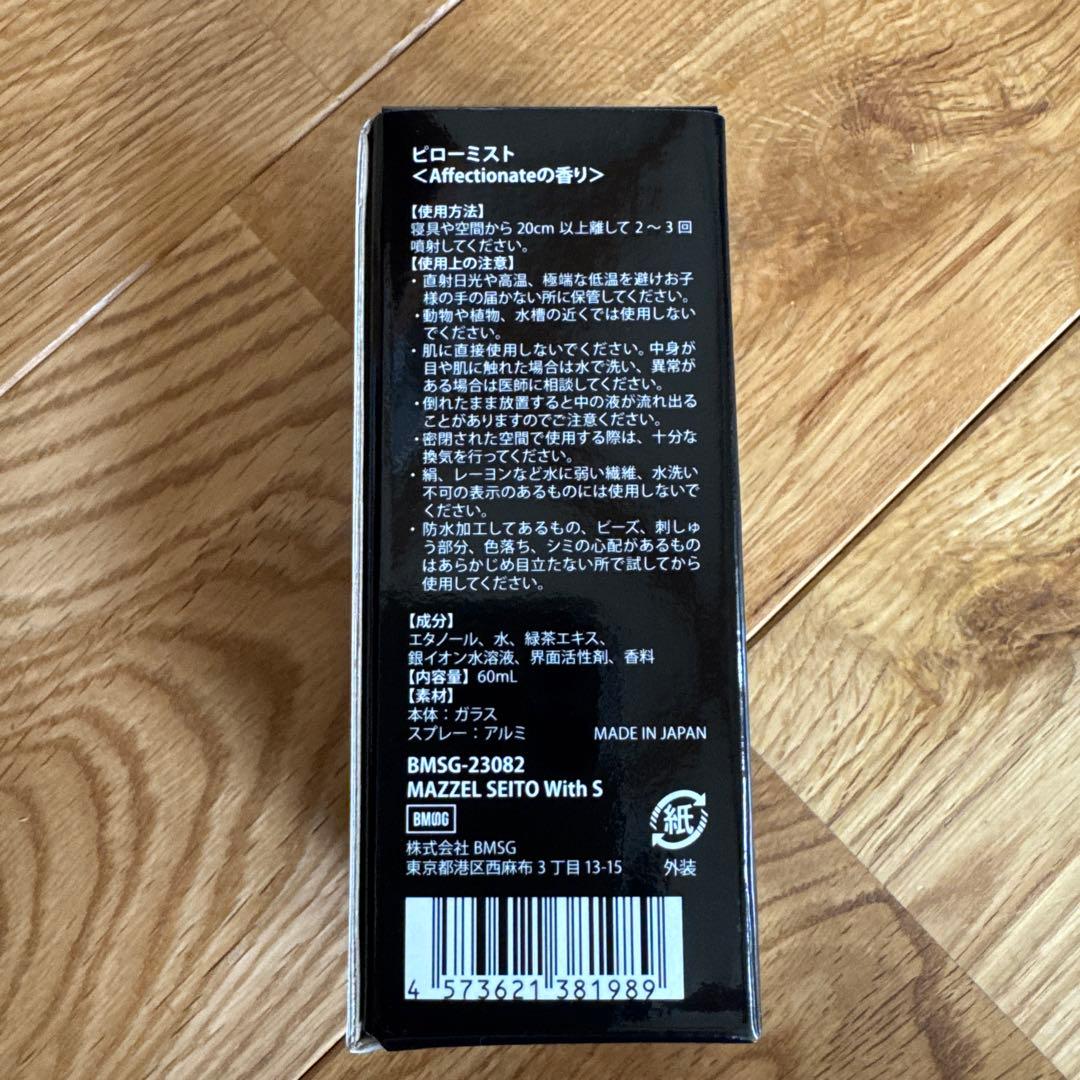 ピローミスト
＜Affectionateの香り＞
【使用方法】
寝具や空間から 20cm 以上離して 2 〜 3 回
噴射してください。
【使用上の注意】
・直射日光や高温、極端な低温を避けお子
様の手の届かない所に保管してください。
・動物や植物、水槽の近くでは使用しない
でください。
・肌に直接使用しないでください。中身が
目や肌に触れた場合は水で洗い、異常が
ある場合は医師に相談してください。
・倒れたまま放置すると中の液が流れ出る
ことがありますのでご注意ください。
・密閉された空間で使用する際は、十分な
換気を行ってください。
・絹、レーヨンなど水に弱い繊維、水洗い
不可の表示のあるものには使用しないで
ください。
・防水加工してあるもの、ビーズ、刺しゅ
う部分、色落ち、シミの心配があるもの
はあらかじめ目立たない所で試してから
使用してください。
【成分】
エタノール、水、緑茶エキス、
銀イオン水溶液、界面活性剤、香料
【内容量】60mL
【素材】
本体：ガラス
スプレー：アルミ MADE IN JAPAN
BMSG-23082
MAZZEL SEITO With S
BMSG
紙
株式会社 BMSG
東京都港区西麻布 3 丁目 13-15 外装
4 573621 381989